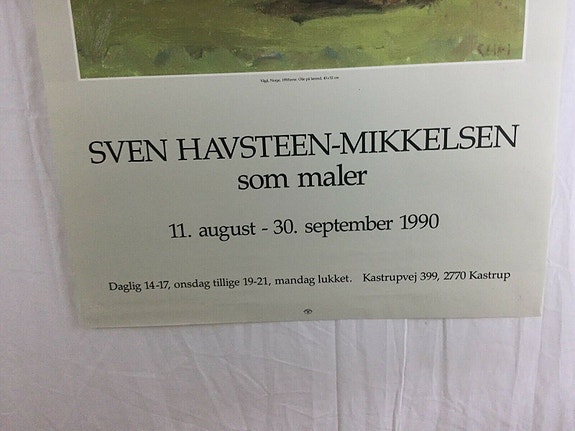 SVEN HAVSTEEN-MIKKELSEN
som maler
11. august - 30. september 1990
Daglig 14-17, onsdag tillige 19-21, mandag lukket. Kastrupvej 399, 2770 Kastrup